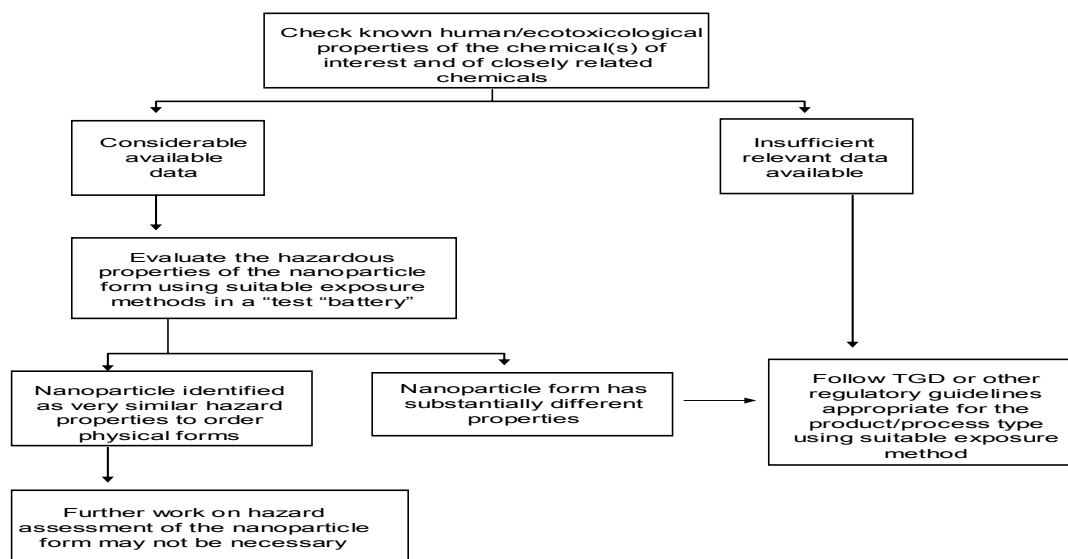 Check known human/ecotoxicological
properties of the chemical(s) of
interest and of closely related
chemicals
Considerable
available
data
Insufficient
relevant data
available
Evaluate the hazardous
properties of the nanoparticle
form using suitable exposure
methods in a “test “battery”
Nanoparticle identified
as very similar hazard
properties to order
physical forms
Nanoparticle form has
substantially different
properties
Follow TGD or other
regulatory guidelines
appropriate for the
product/process type
using suitable exposure
method
Further work on hazard
assessment of the nanoparticle
form may not be necessary